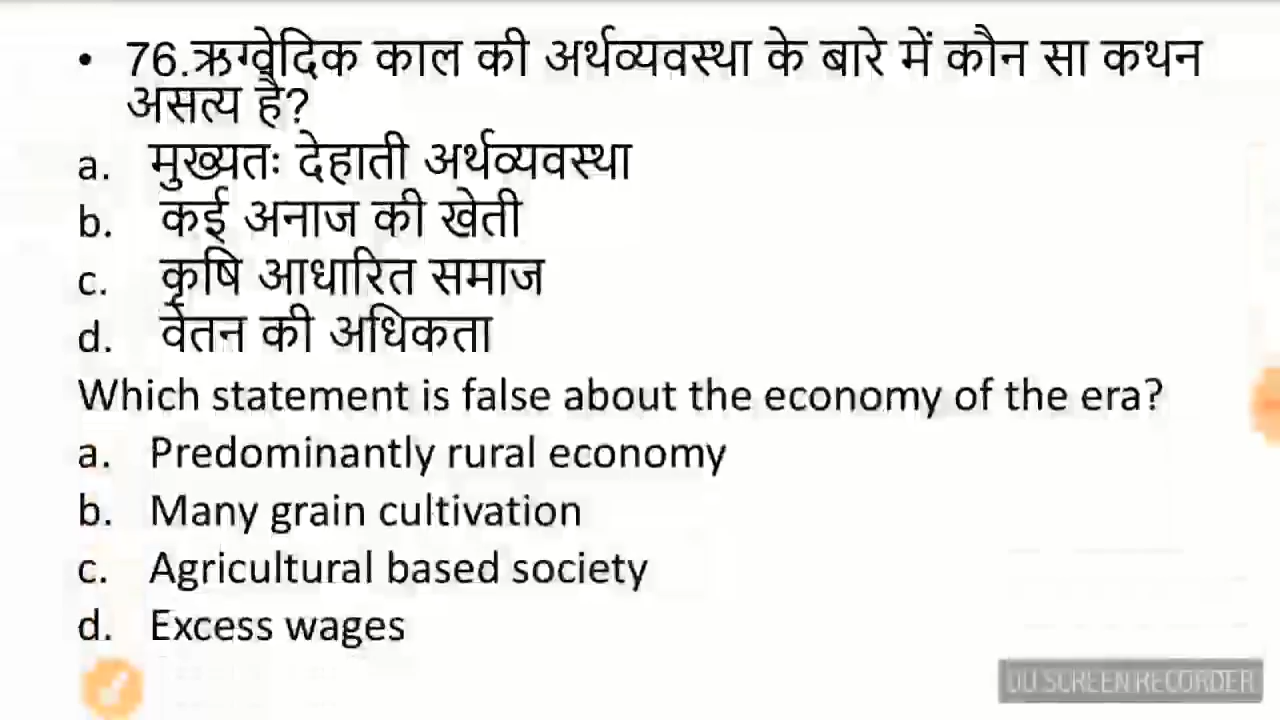 • 76.ऋग्वेदिक काल की अर्थव्यवस्था के बारे में कौन सा कथन
असत्य है?
a. मुख्यतः देहाती अर्थव्यवस्था
b. कई अनाज की खेती
c. कृषि आधारित समाज
d. वेतन की अधिकता
Which statement is false about the economy of the era?
a. Predominantly rural economy
b. Many grain cultivation
c. Agricultural based society
d. Excess wages
DU SCREEN RECORDER